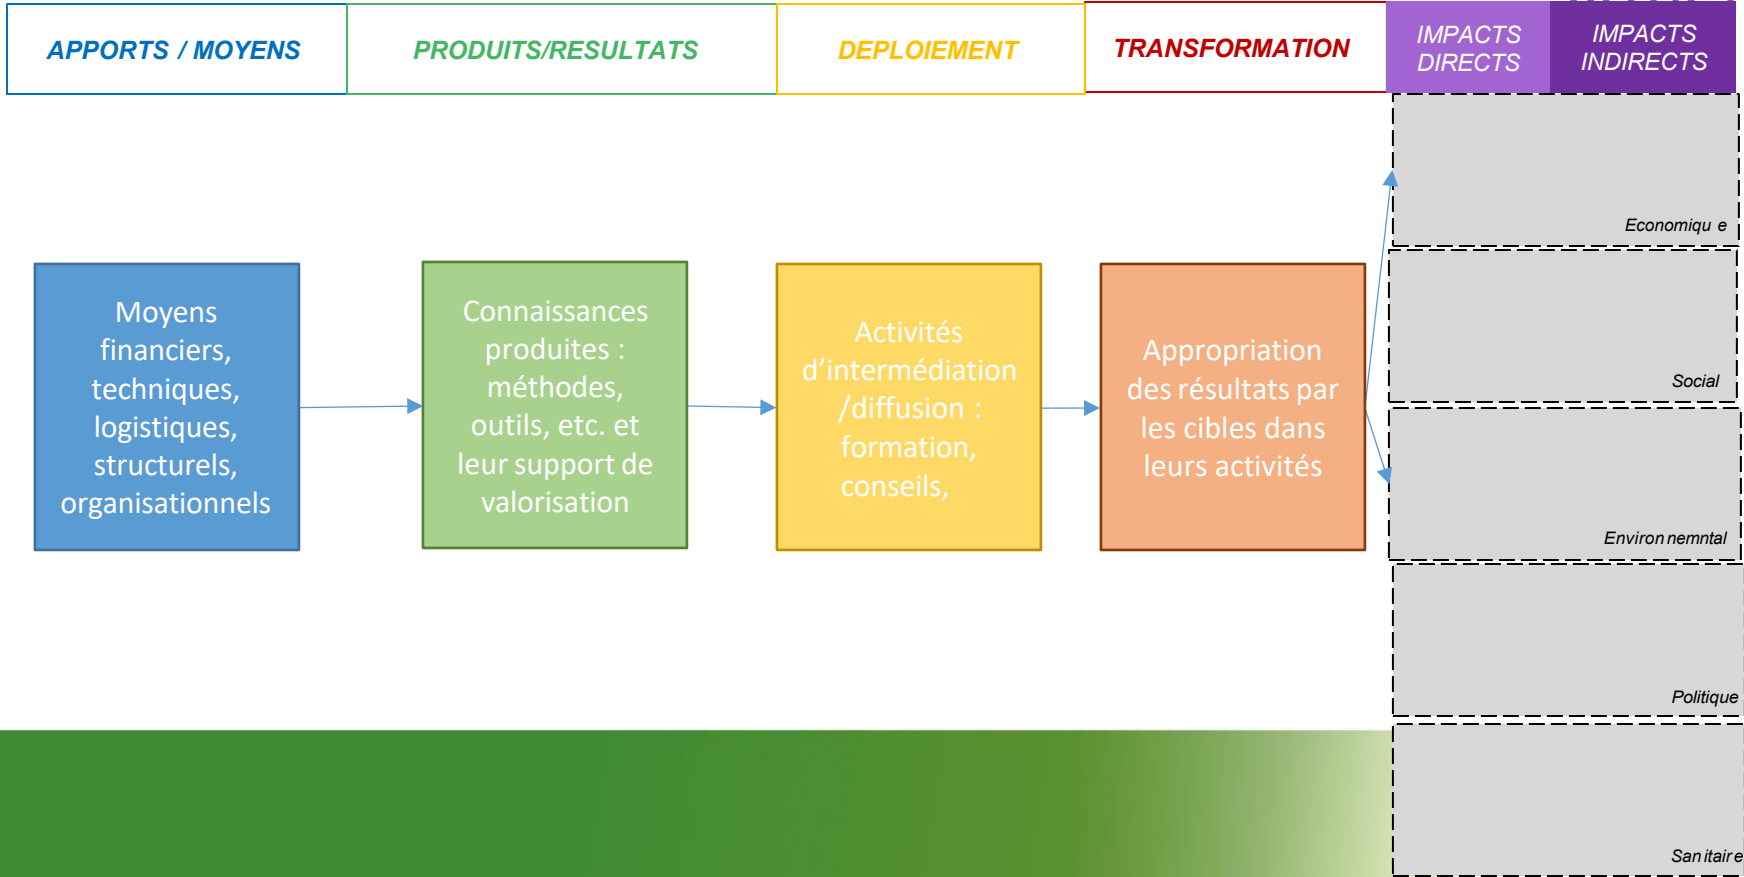 APPORTS / MOYENS
PRODUITS/RESULTATS
DEPLOIEMENT
TRANSFORMATION
IMPACTS
DIRECTS
IMPACTS
INDIRECTS
Moyens
financiers,
techniques,
logistiques,
structurels,
organisationnels
Connaissances
produites :
méthodes,
outils, etc. et
leur support de
valorisation
Activités
d’intermédiation
/diffusion :
formation,
conseils,
Appropriation
des résultats par
les cibles dans
leurs activités
Economiqu e
Social
Environ nemntal
Politique
Sanitaire